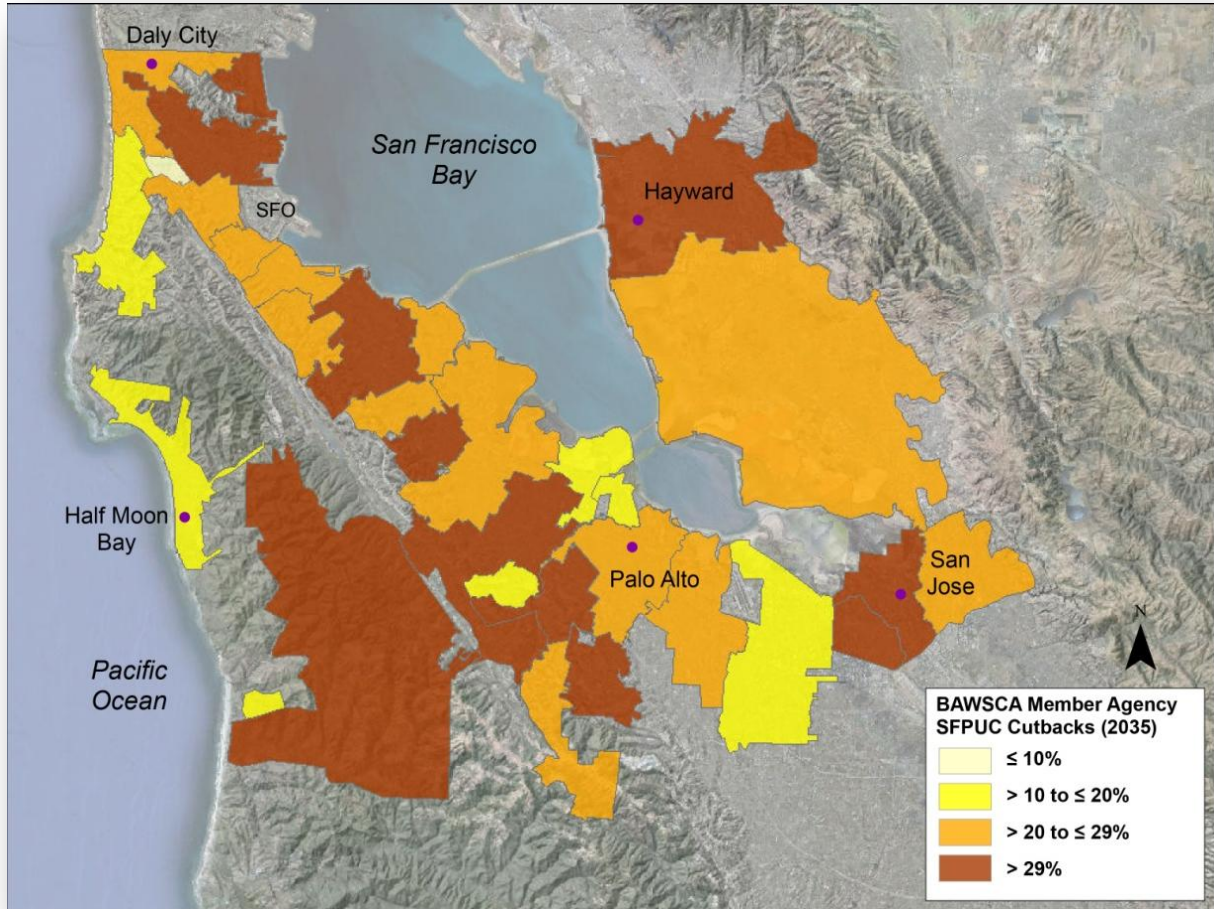 Daly City
San Francisco
Bay
Hayward
SFO
Half Moon
Bay
Palo Alto
San
Jose
Pacific
Ocean
N
BAWSCA Member Agency
SFPUC Cutbacks (2035)
≤ 10%
> 10 to ≤ 20%
> 20 to ≤ 29%
> 29%